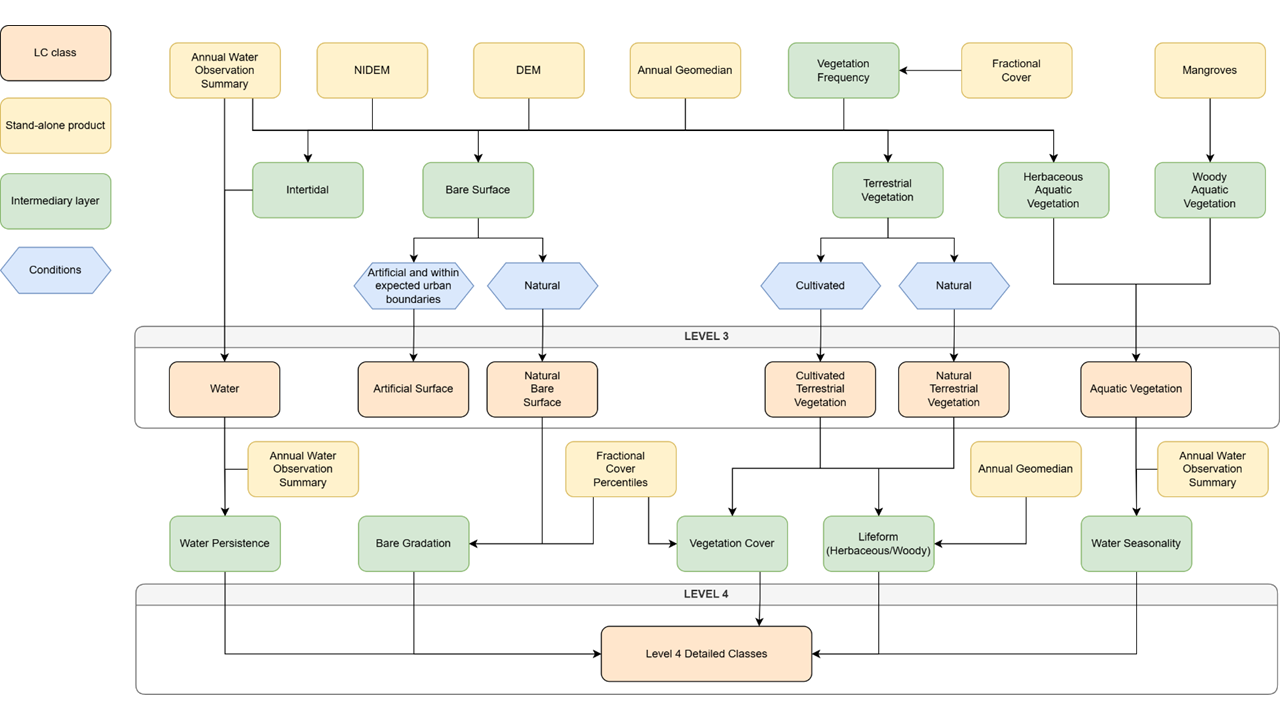 LC class
Stand-alone product
Intermediary layer
Conditions
Annual Water
Observation
Summary
NIDEM
DEM
Annual Geomedian
Vegetation
Frequency
Fractional
Cover
Mangroves
Intertidal
Bare Surface
Terrestrial
Vegetation
Herbaceous
Aquatic
Vegetation
Woody
Aquatic
Vegetation
Artificial and within
expected urban
boundaries
Natural
Cultivated
Natural
LEVEL 3
Water
Artificial Surface
Natural
Bare
Surface
Cultivated
Terrestrial
Vegetation
Natural
Terrestrial
Vegetation
Aquatic Vegetation
Annual Water
Observation
Summary
Fractional
Cover
Percentiles
Annual Geomedian
Annual Water
Observation
Summary
Water Persistence
Bare Gradation
Vegetation Cover
Lifeform
(Herbaceous/Woody)
Water Seasonality
LEVEL 4
Level 4 Detailed Classes